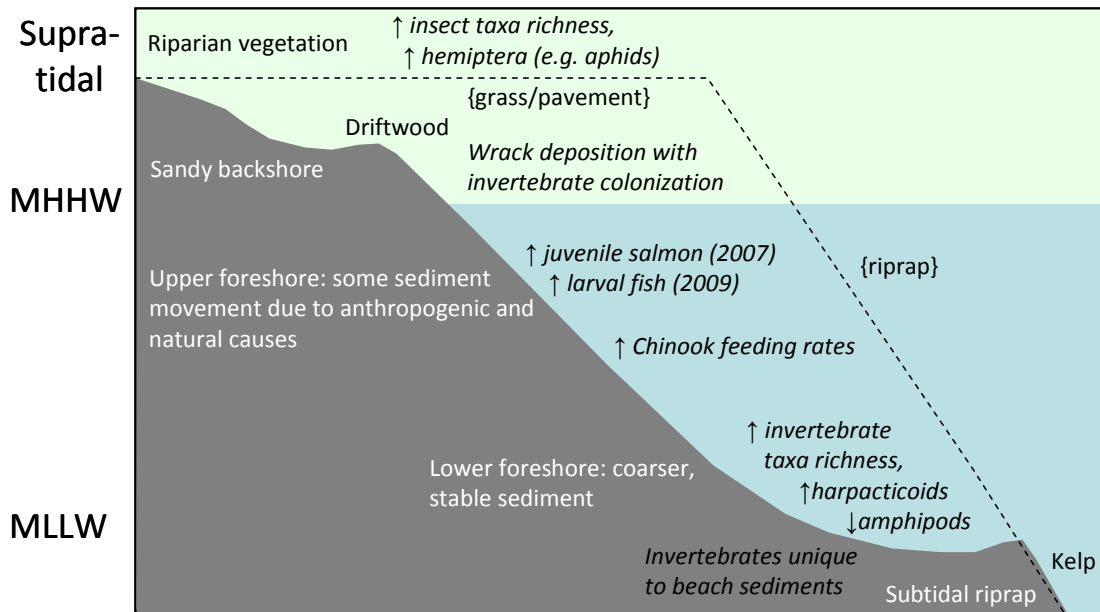 Supra-
tidal
MHHW
MLLW
Riparian vegetation
↑ insect taxa richness,
↑ hemiptera (e.g. aphids)
{grass/pavement}
Driftwood
Sandy backshore
Wrack deposition with
invertebrate colonization
↑ juvenile salmon (2007)
↑ larval fish (2009)
{riprap}
Upper foreshore: some sediment
movement due to anthropogenic and
natural causes
↑ Chinook feeding rates
↑ invertebrate
taxa richness,
↑harpacticoids
↓amphipods
Lower foreshore: coarser,
stable sediment
Invertebrates unique
to beach sediments
Kelp
Subtidal riprap